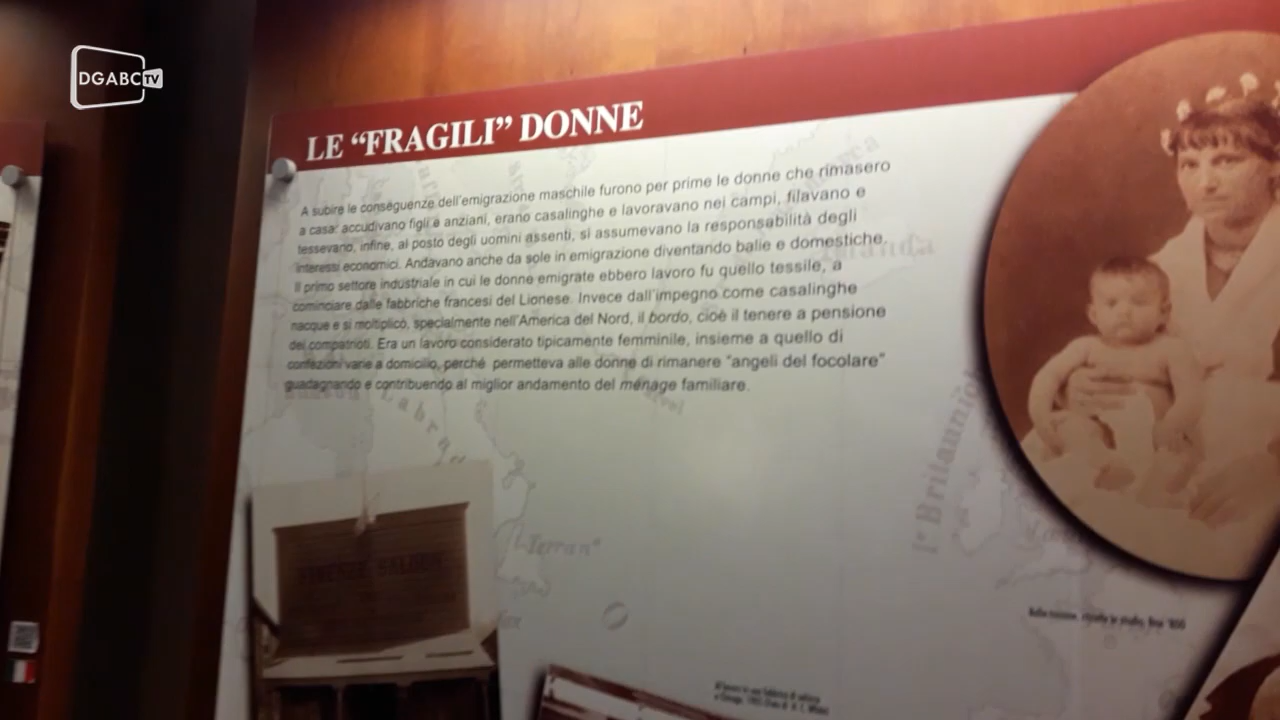 DGABC TV
LE “FRAGILI” DONNE
A subire le conseguenze dell'emigrazione maschile furono per prime le donne che rimasero
a casa: accudivano figli e anziani, erano casalinghe e lavoravano nei campi, filavano e
tessevano, infine, al posto degli uomini assenti, si assumevano la responsabilità degli
interessi economici. Andavano anche da sole in emigrazione diventando balie e domestiche.
Il primo settore industriale in cui le donne emigrate ebbero lavoro fu quello tessile, a
cominciare dalle fabbriche francesi del Lionese. Invece dall'impegno come casalinghe
nacque e si moltiplicò, specialmente nell'America del Nord, il bordo, cioè il tenere a pensione
dei compatrioti. Era un lavoro considerato tipicamente femminile, insieme a quello di
confezioni varie a domicilio, perché permetteva alle donne di rimanere "angeli del focolare"
guadagnando e contribuendo al miglior andamento del ménage familiare.
Labra
Terran
Britannic